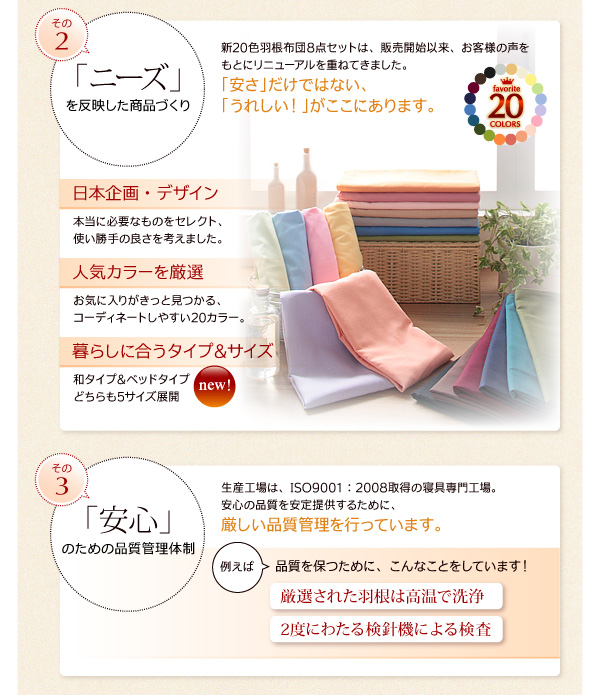 その
2
「ニーズ」
を反映した商品づくり
新20色羽根布団8点セットは、販売開始以来、お客様の声を
もとにリニューアルを重ねてきました。
「安さ」だけではない、
「うれしい！」がここにあります。
favorite
20
COLORS
日本企画・デザイン
本当に必要なものをセレクト、
使い勝手の良さを考えました。
人気カラーを厳選
お気に入りがきっと見つかる、
コーディネートしやすい20カラー。
暮らしに合うタイプ&サイズ
和タイプ&ベッドタイプ
どちらも5サイズ展開
new!
その
3
「安心」
のための品質管理体制
生産工場は、ISO9001：2008取得の寝具専門工場。
安心の品質を安定提供するために、
厳しい品質管理を行っています。
例えば
品質を保つために、こんなことをしています！
厳選された羽根は高温で洗浄
2度にわたる検針機による検査